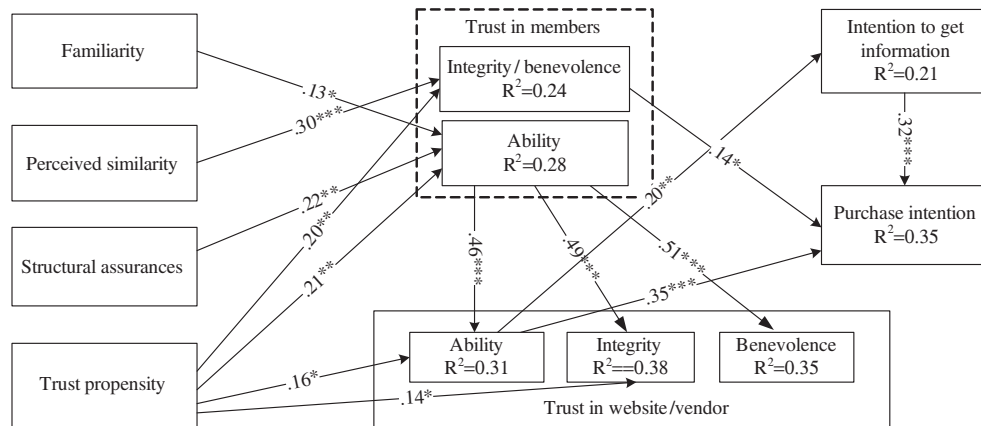 Familiarity
Perceived similarity
Structural assurances
Trust propensity
Trust in members
Integrity / benevolence
R²=0.24
Ability
R²=0.28
Intention to get
information
R²=0.21
Purchase intention
R²=0.35
.13*
.30***
.22**
.20**
.21**
.16*
.14*
.46***
.49***
.51***
.20**
.14*
.32***
.35***
Ability
R²=0.31
Integrity
R²==0.38
Benevolence
R²=0.35
Trust in website/vendor